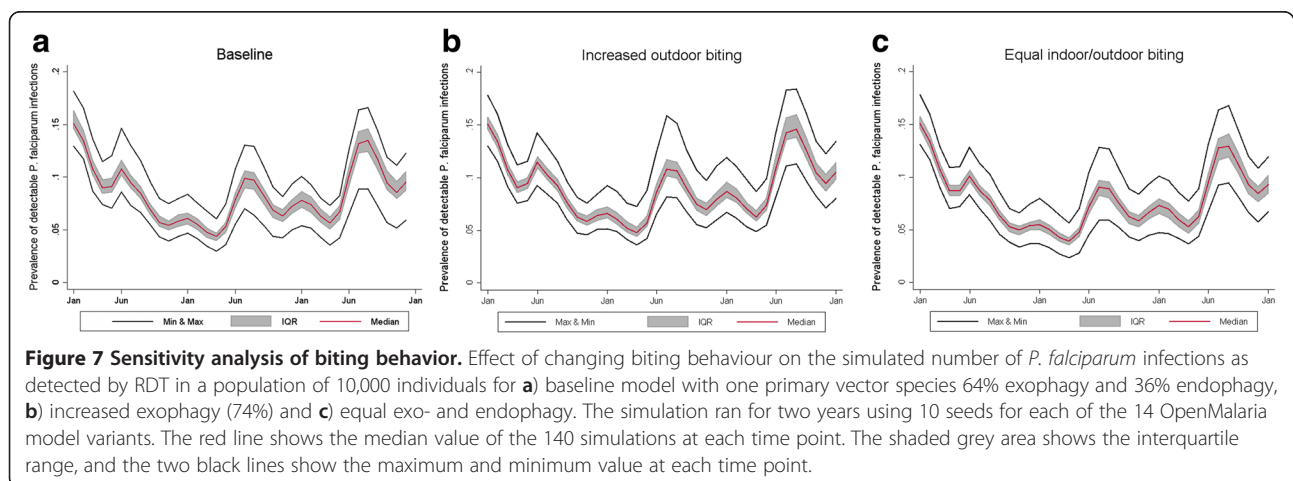 a
Baseline
Prevalence of detectable P. falciparum infections
.2
.15
.1
.05
0
Jan Jun Jan Jun Jan Jun Jan
Min & Max IQR Median
b
Increased outdoor biting
Prevalence of detectable P. falciparum infections
.2
.15
.1
.05
0
Jan Jun Jan Jun Jan Jun Jan
Max & Min IQR Median
c
Equal indoor/outdoor biting
Prevalence of detectable P. falciparum infections
.2
.15
.1
.05
0
Jan Jun Jan Jun Jan Jun Jan
Max & Min IQR Median
Figure 7 Sensitivity analysis of biting behavior. Effect of changing biting behaviour on the simulated number of P. falciparum infections as
detected by RDT in a population of 10,000 individuals for a) baseline model with one primary vector species 64% exophagy and 36% endophagy,
b) increased exophagy (74%) and c) equal exo- and endophagy. The simulation ran for two years using 10 seeds for each of the 14 OpenMalaria
model variants. The red line shows the median value of the 140 simulations at each time point. The shaded grey area shows the interquartile
range, and the two black lines show the maximum and minimum value at each time point.